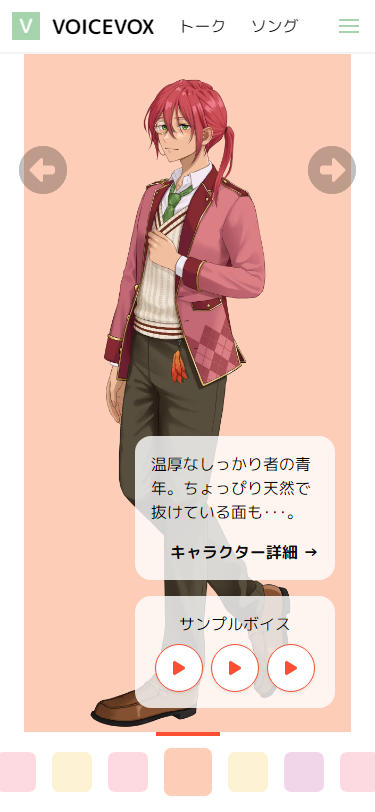 V VOICEVOX トーク ソング
温厚なしっかり者の青
年。ちょっぴり天然で
抜けている面も･･･。
キャラクター詳細 →
サンプルボイス